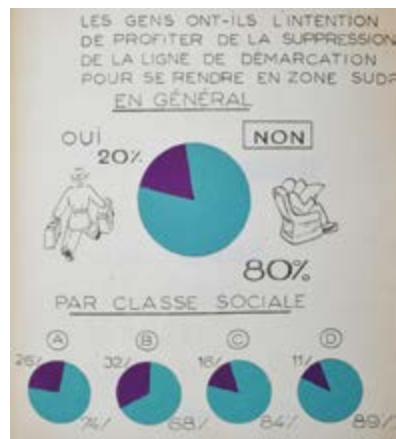 LES GENS ONT-ILS L'INTENTION
DE PROFITER DE LA SUPPRESSION
DE LA LIGNE DE DÉMARCATION
POUR SE RENDRE EN ZONE SUD?
EN GÉNÉRAL
OUI NON
20%
80%
PAR CLASSE SOCIALE
A B C D
26% 32% 16% 11%
74% 68% 84% 89%